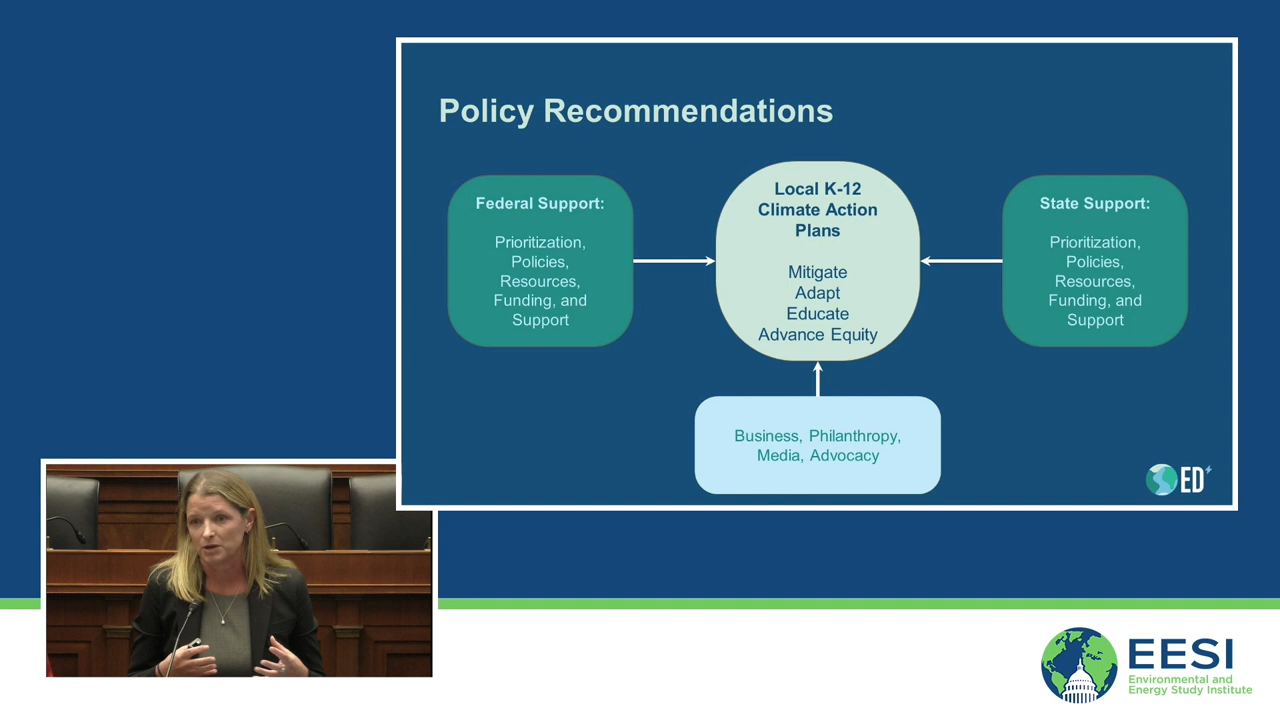 Policy Recommendations
Federal Support:
Prioritization,
Policies,
Resources,
Funding, and
Support
Local K-12
Climate Action
Plans
Mitigate
Adapt
Educate
Advance Equity
State Support:
Prioritization,
Policies,
Resources,
Funding, and
Support
Business, Philanthropy,
Media, Advocacy
ED
EESI
Environmental and
Energy Study Institute